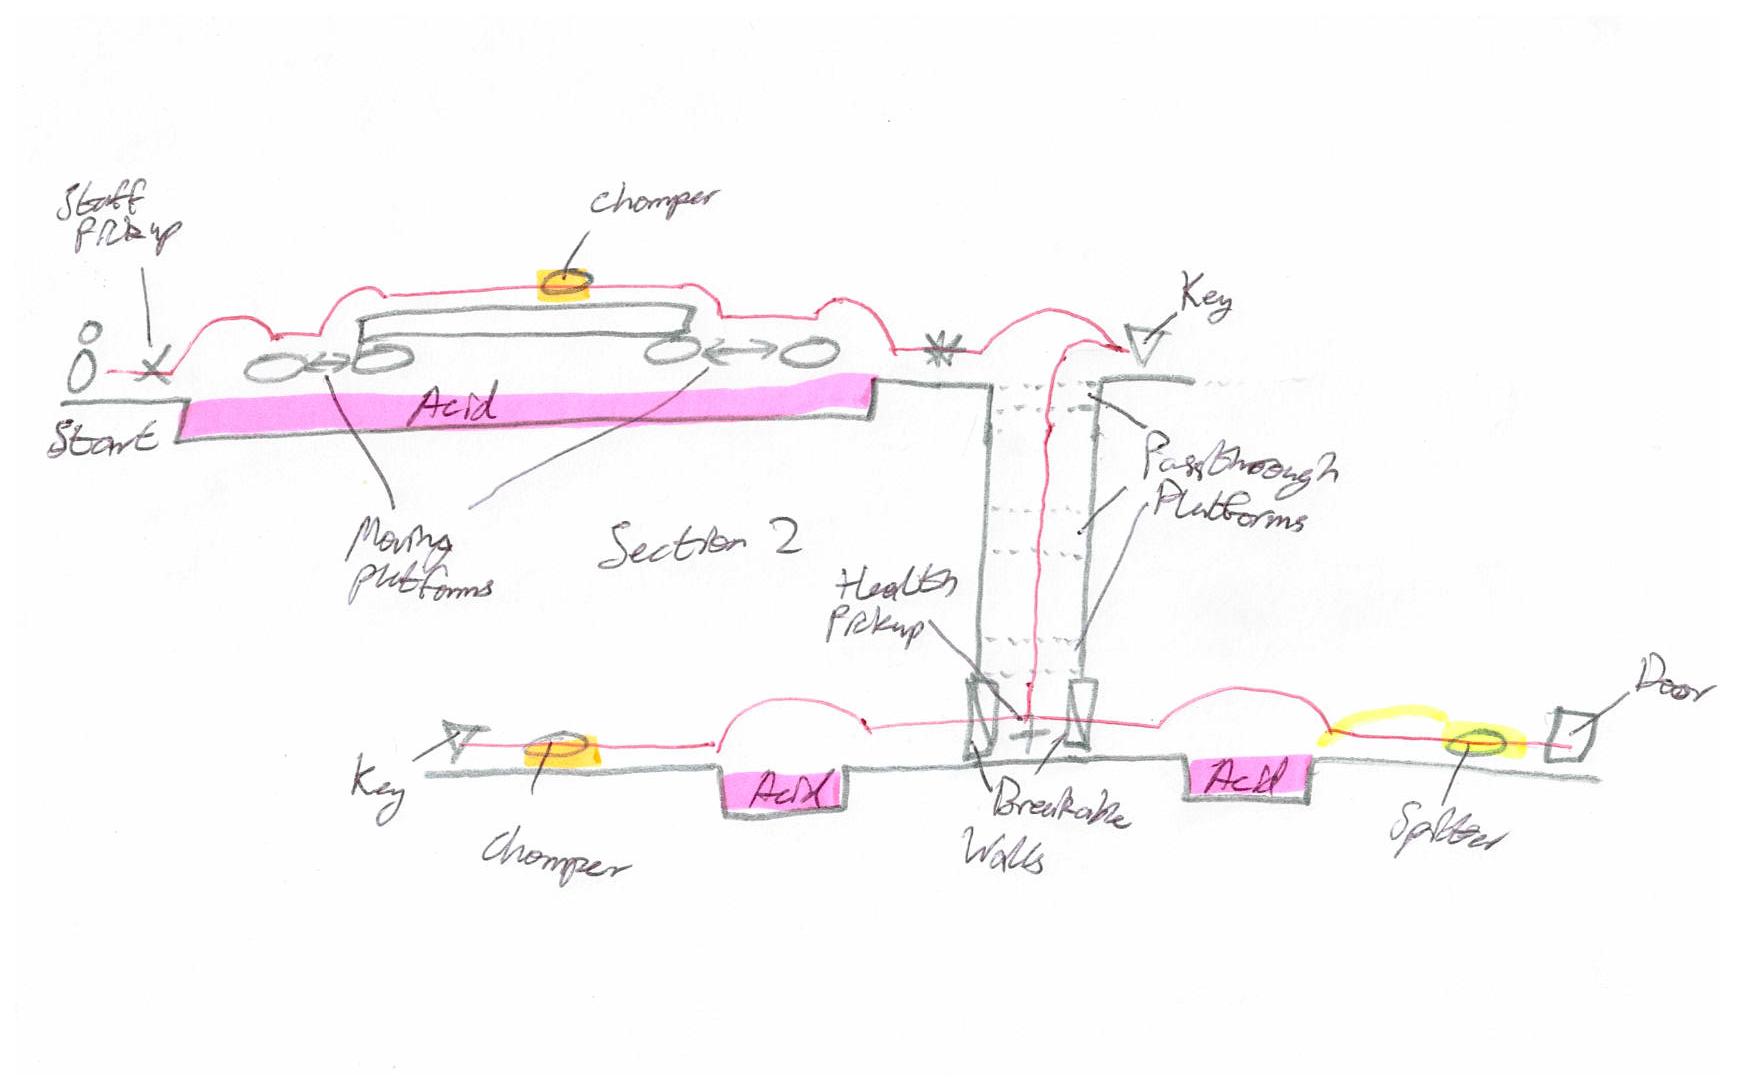 Staff
Pickup
Chomper
Key
Acid
Start
Passthrough
Platforms
Moving
platforms
Section 2
Health
Pickup
Door
Key
Acid
Acid
Breakable
Walls
Spitter
Chomper